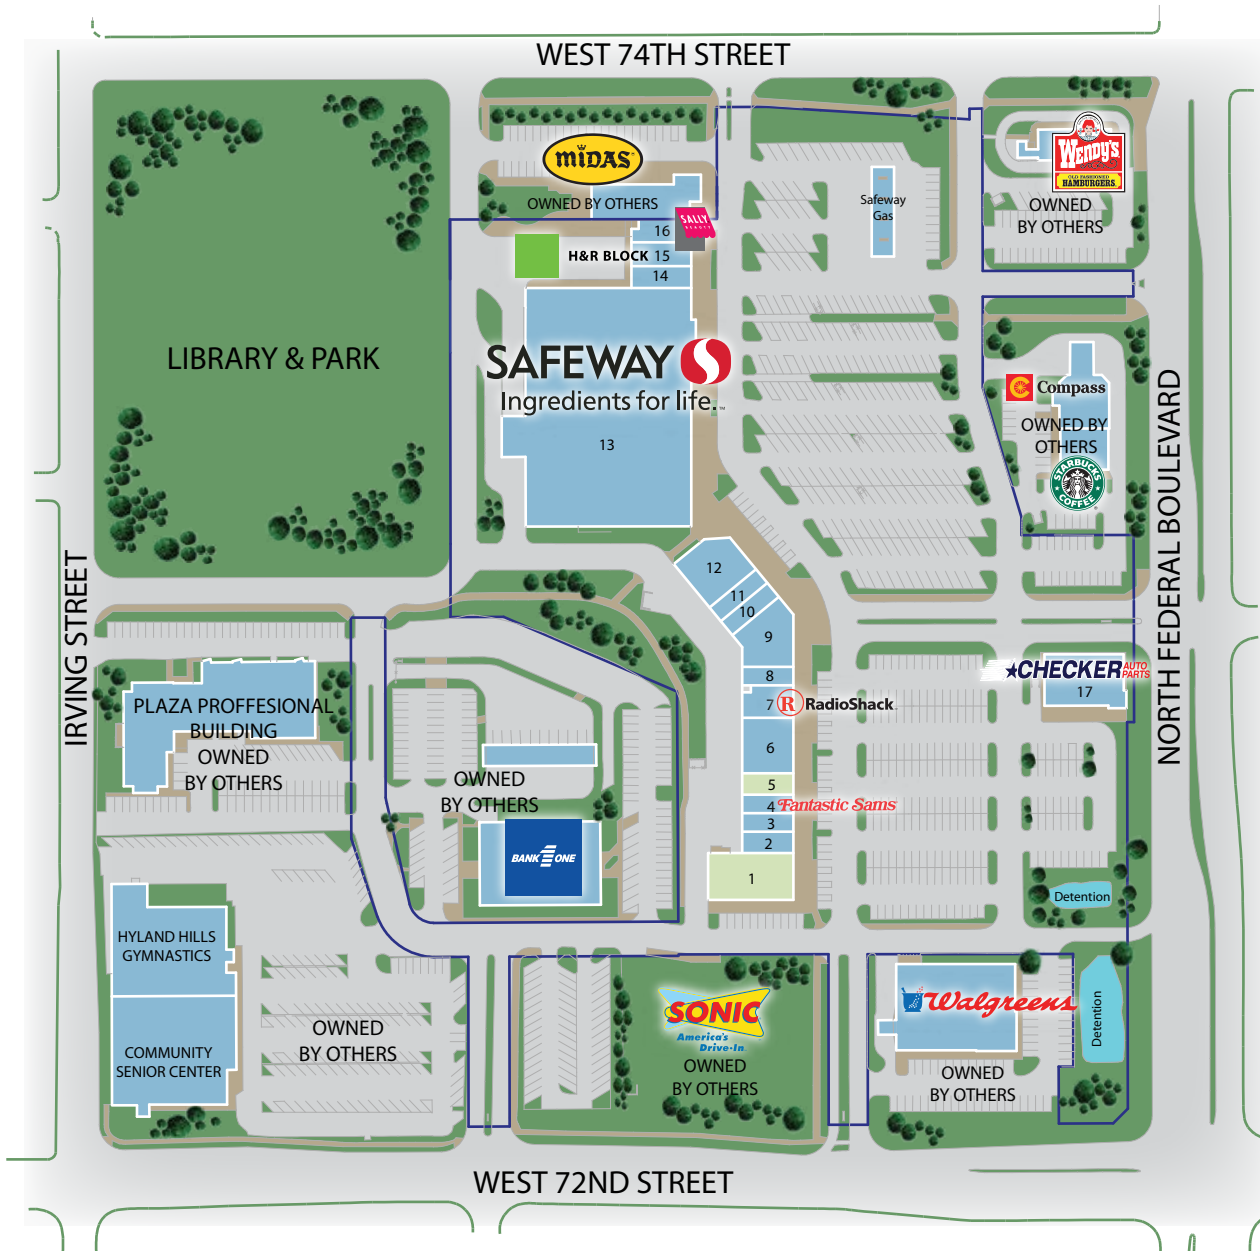 WEST 74TH STREET
MIDAS
OWNED BY OTHERS
SALLY
BEAUTY
16
H&R BLOCK
15
14
Safeway
Gas
WENDY'S
OLD FASHIONED
HAMBURGERS
OWNED
BY OTHERS
LIBRARY & PARK
SAFEWAY
Ingredients for life.™
13
Compass
OWNED BY
OTHERS
STARBUCKS
COFFEE
NORTH FEDERAL BOULEVARD
IRVING STREET
12
11
10
9
8
7
R RadioShack
6
5
4
Fantastic Sams
3
2
1
CHECKER AUTO
PARTS
17
PLAZA PROFFESIONAL
BUILDING
OWNED
BY OTHERS
OWNED
BY OTHERS
BANK ONE
Detention
HYLAND HILLS
GYMNASTICS
COMMUNITY
SENIOR CENTER
OWNED
BY OTHERS
SONIC
America's
Drive-In
OWNED
BY OTHERS
Walgreens
OWNED
BY OTHERS
Detention
WEST 72ND STREET